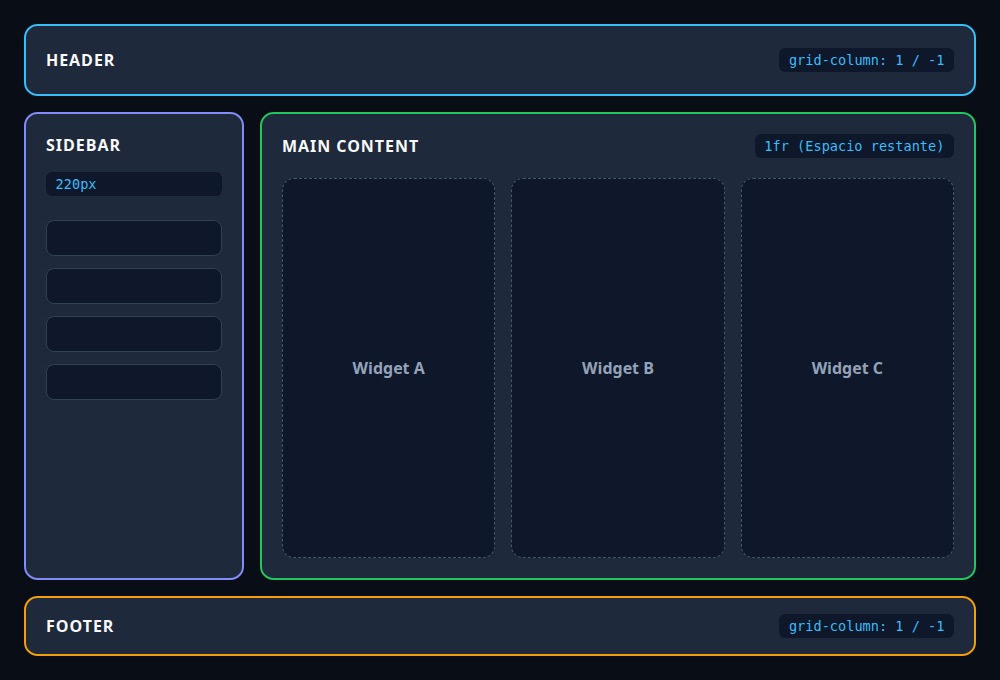 HEADER
grid-column: 1 / -1
SIDEBAR
220px
MAIN CONTENT
1fr (Espacio restante)
Widget A
Widget B
Widget C
FOOTER
grid-column: 1 / -1